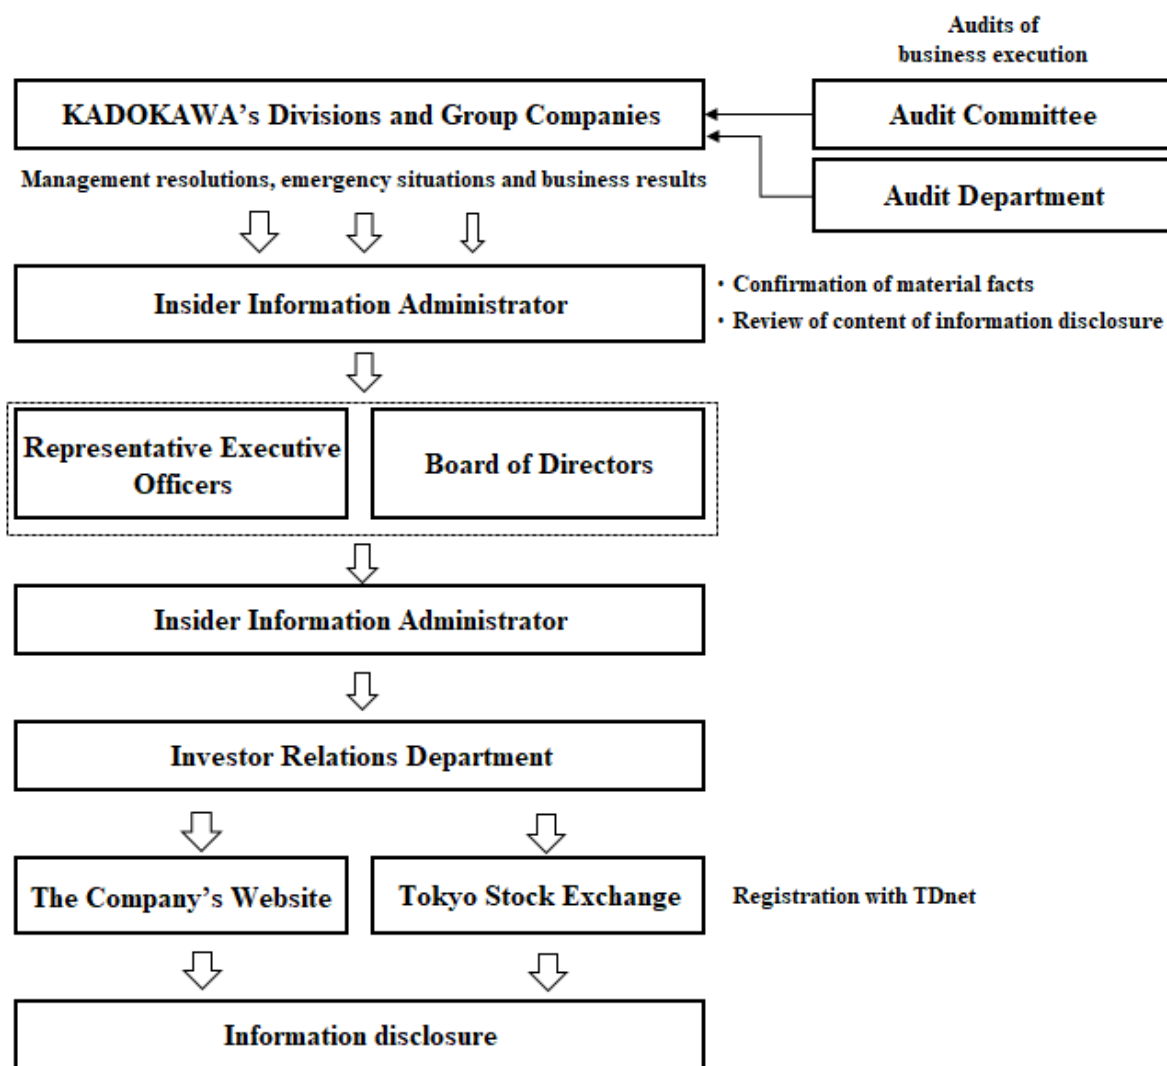 Audits of
business execution
KADOKAWA’s Divisions and Group Companies
Audit Committee
Management resolutions, emergency situations and business results
Audit Department
Insider Information Administrator
・Confirmation of material facts
・Review of content of information disclosure
Representative Executive
Officers
Board of Directors
Insider Information Administrator
Investor Relations Department
The Company’s Website
Tokyo Stock Exchange
Registration with TDnet
Information disclosure